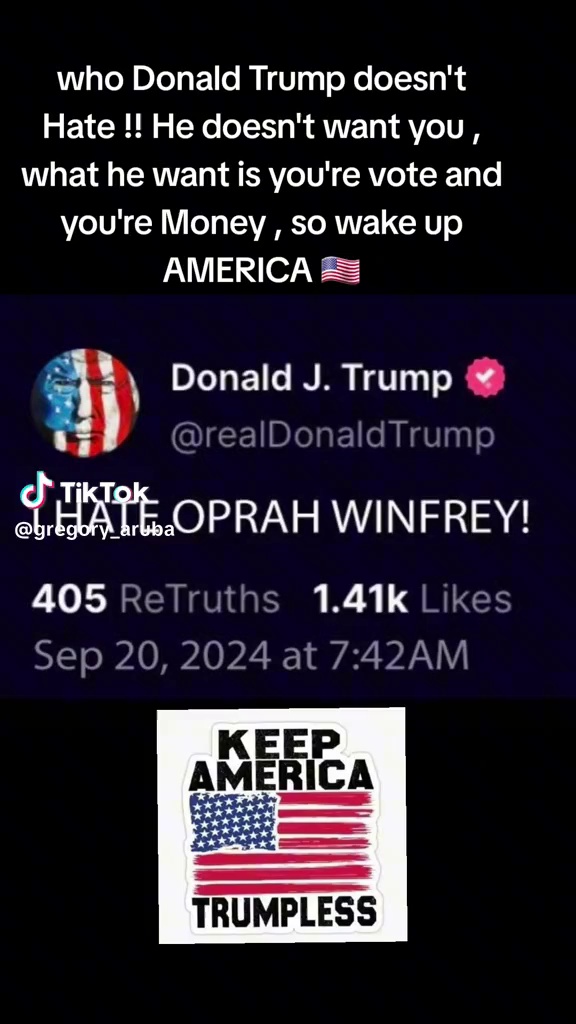 who Donald Trump doesn't
Hate !! He doesn't want you ,
what he want is you're vote and
you're Money , so wake up
AMERICA 🇺🇸
Donald J. Trump
@realDonaldTrump
TikTok
I HATE OPRAH WINFREY!
@gregory_aruba
405 ReTruths 1.41k Likes
Sep 20, 2024 at 7:42AM
KEEP
AMERICA
TRUMPLESS